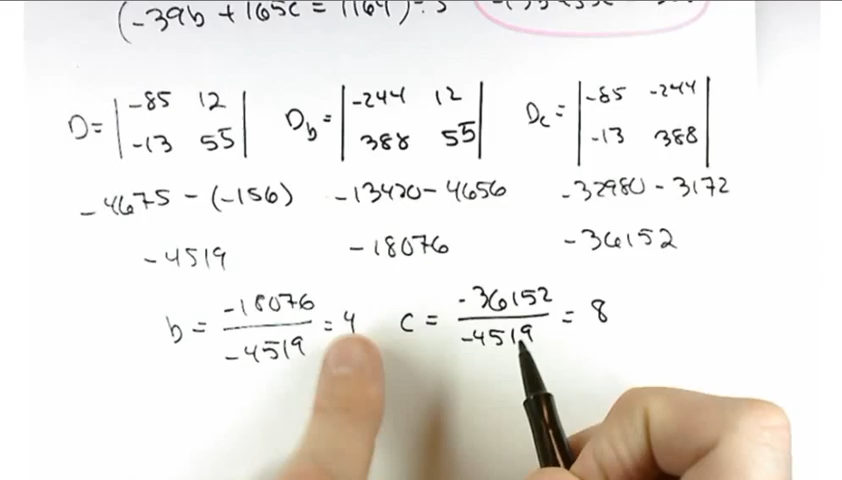 (-39b + 165c = 1164) ÷ 3
D = | -85 12 | D_b = | -244 12 | D_c = | -85 -244 |
| -13 55 | | 388 55 | | -13 388 |
-4675 - (-156) -13420 - 4656 -32980 - 3172
-4519 -18076 -36152
b = -18076 / -4519 = 4 c = -36152 / -4519 = 8